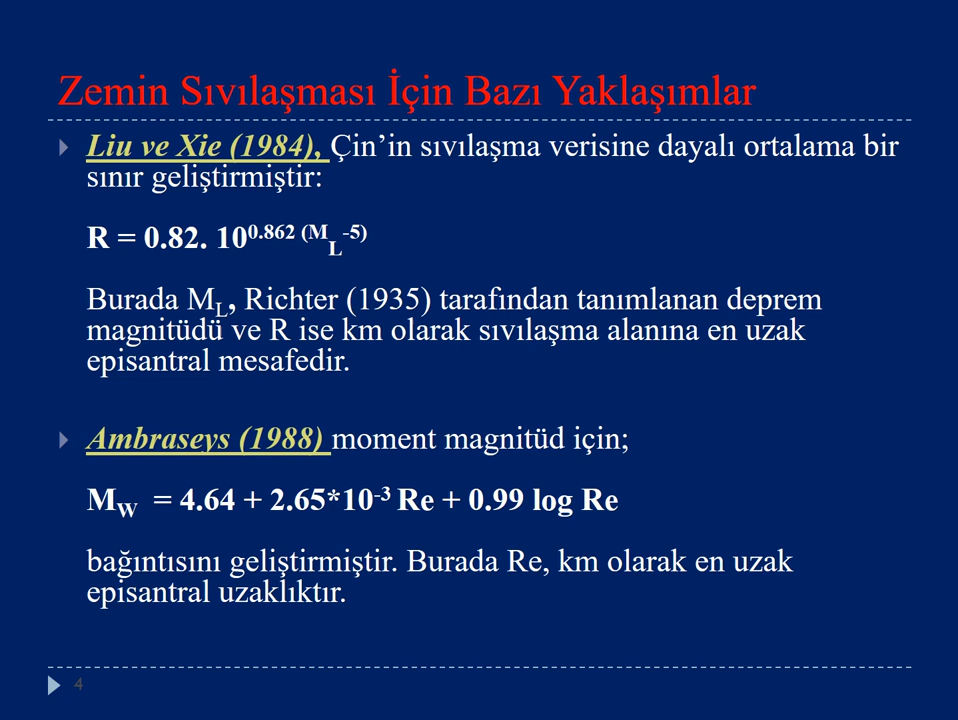 Zemin Sıvılaşması İçin Bazı Yaklaşımlar
Liu ve Xie (1984), Çin’in sıvılaşma verisine dayalı ortalama bir
sınır geliştirmiştir:
R = 0.82. 10^0.862 (M_L-5)
Burada M_L, Richter (1935) tarafından tanımlanan deprem
magnitüdü ve R ise km olarak sıvılaşma alanına en uzak
episantral mesafedir.
Ambraseys (1988) moment magnitüd için;
M_W = 4.64 + 2.65*10^-3 Re + 0.99 log Re
bağıntısını geliştirmiştir. Burada Re, km olarak en uzak
episantral uzaklıktır.
4